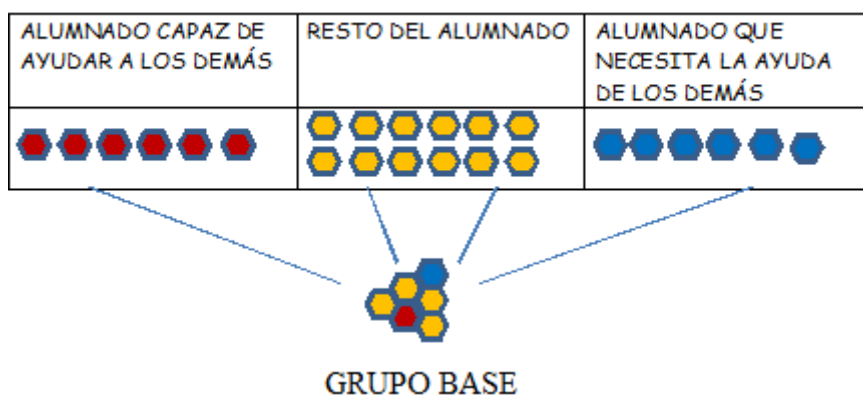 ALUMNADO CAPAZ DE
AYUDAR A LOS DEMÁS
RESTO DEL ALUMNADO
ALUMNADO QUE
NECESITA LA AYUDA
DE LOS DEMÁS
GRUPO BASE